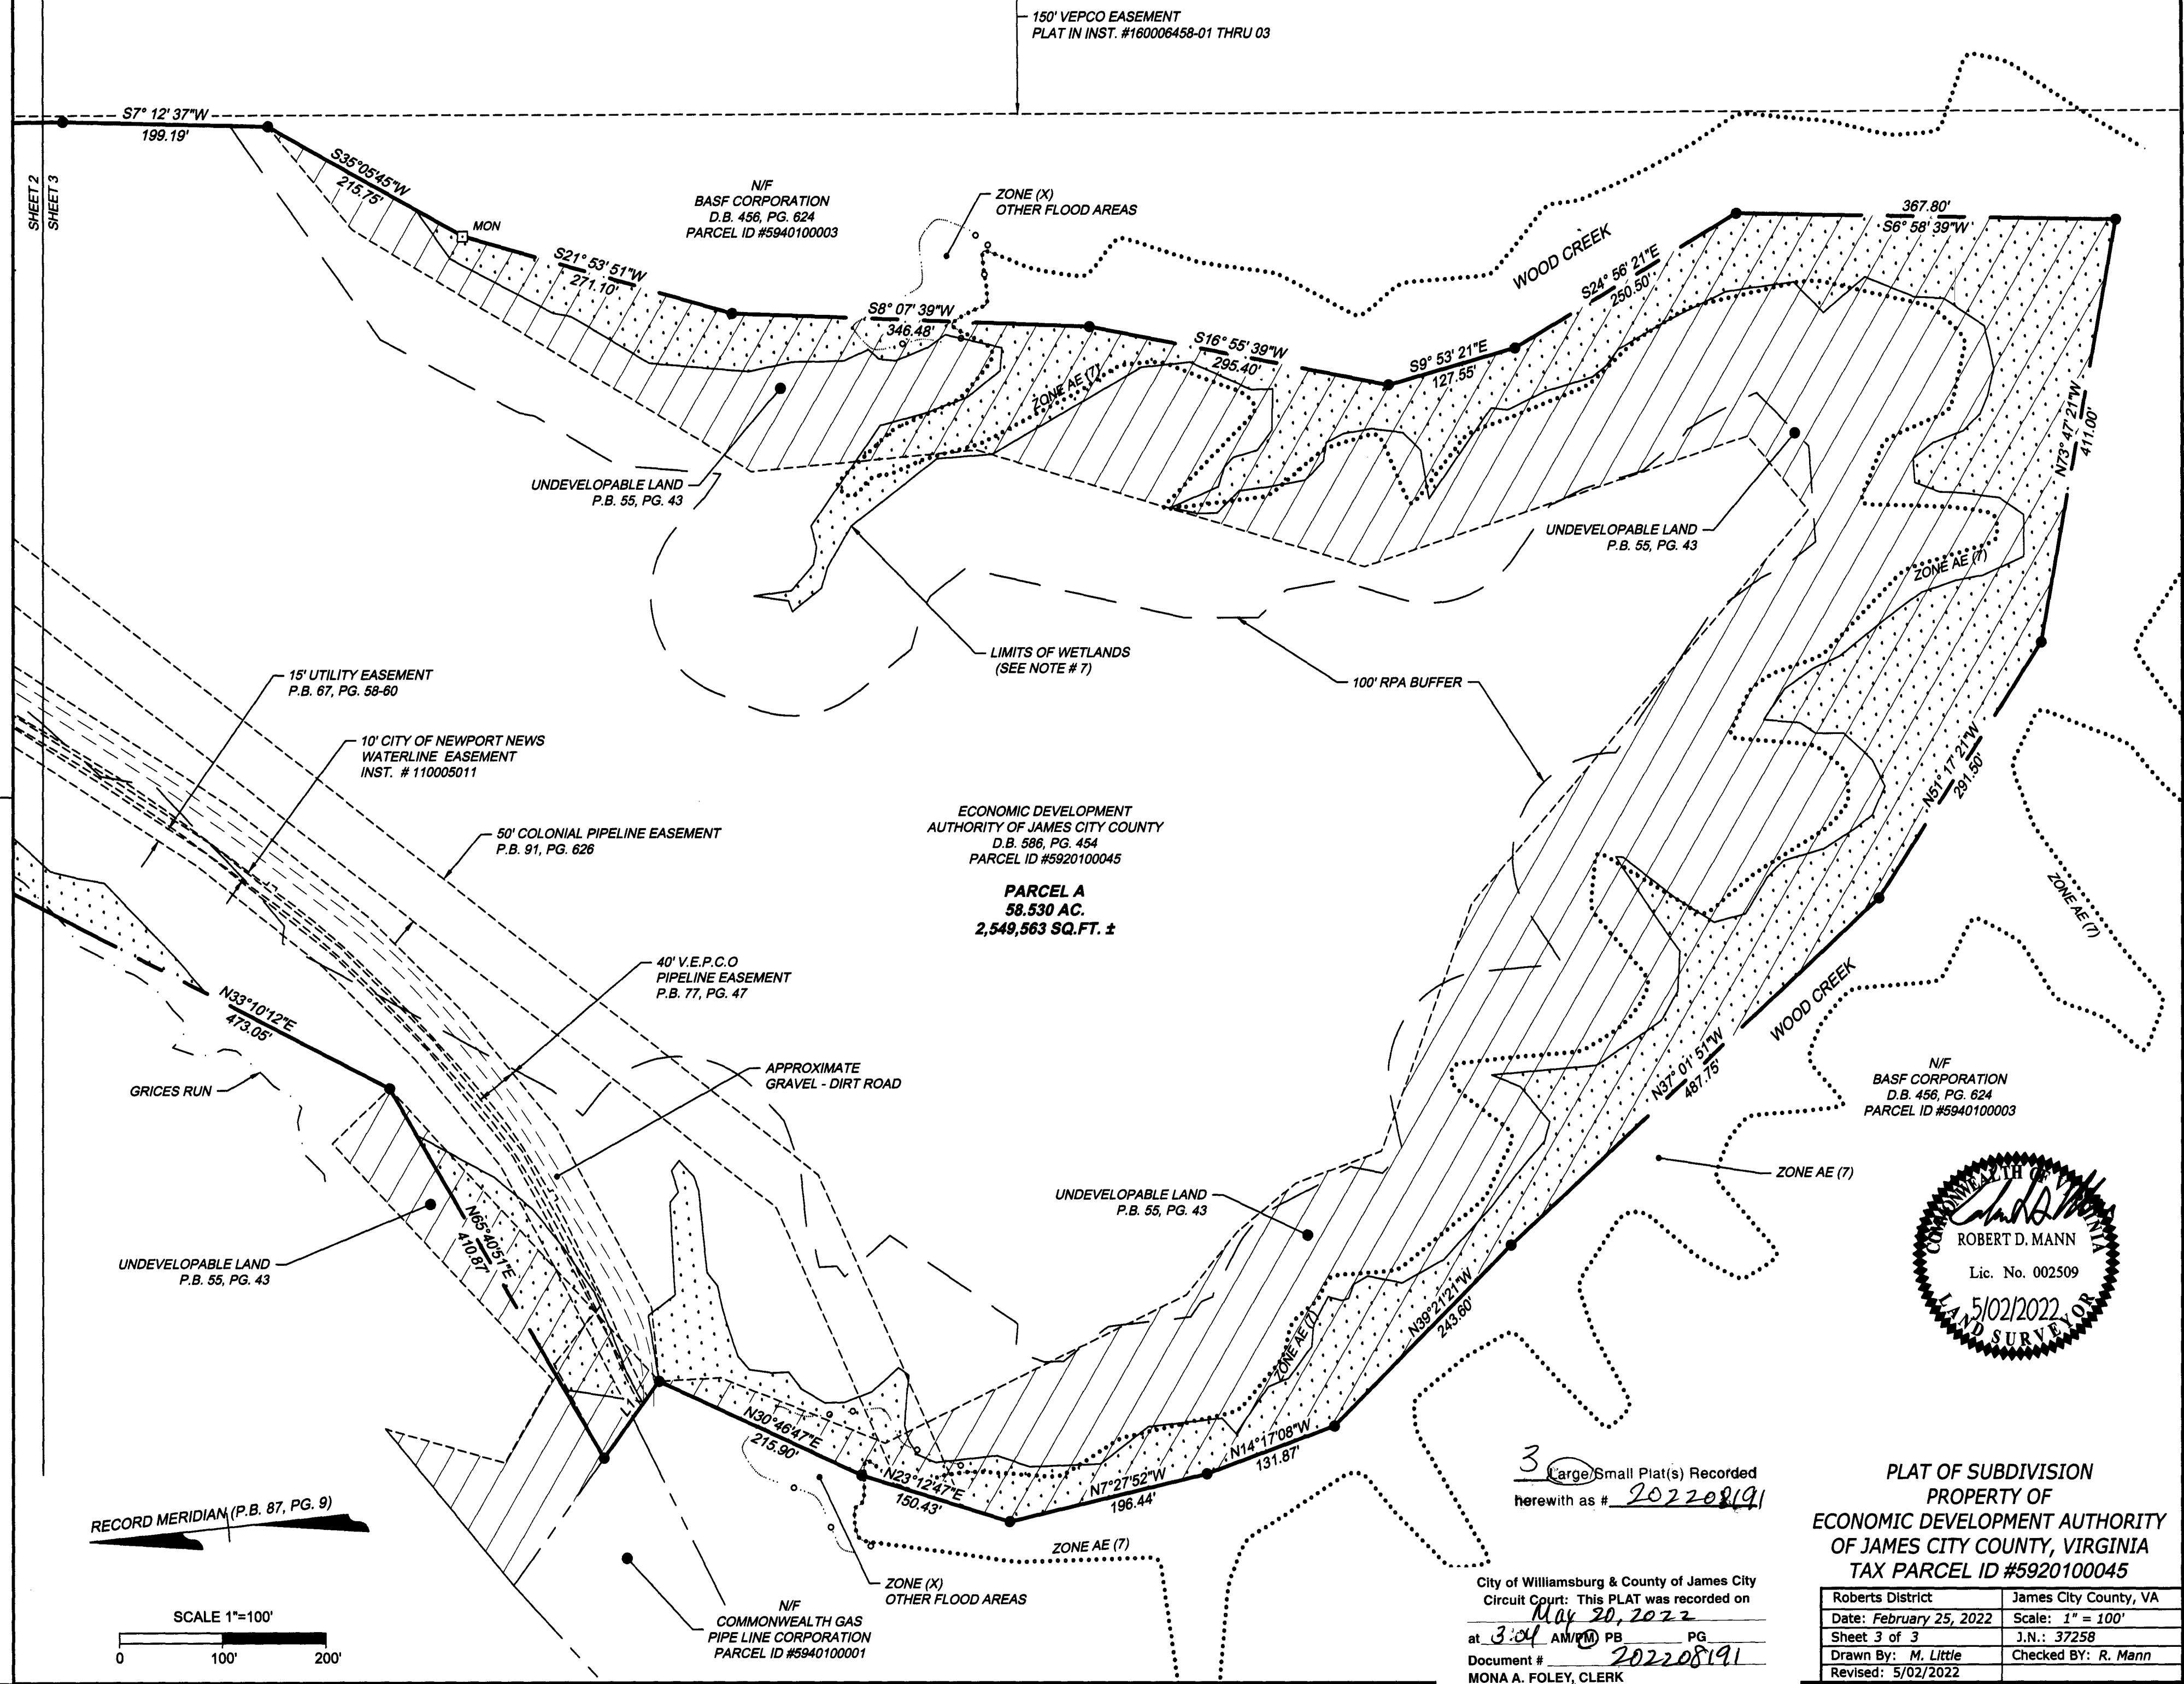 150' VEPCO EASEMENT
PLAT IN INST. #160006458-01 THRU 03
S7° 12' 37"W
199.19'
SHEET 2
SHEET 3
S35°05'45"W
215.75'
MON
S21° 53' 51"W
271.10'
N/F
BASF CORPORATION
D.B. 456, PG. 624
PARCEL ID #5940100003
ZONE (X)
OTHER FLOOD AREAS
S8° 07' 39"W
346.48'
ZONE AE (7)
S16° 55' 39"W
295.40'
S9° 53' 21"E
127.55'
WOOD CREEK
S24° 56' 21"E
250.50'
367.80'
S6° 58' 39"W
N73° 47' 21"W
411.00'
UNDEVELOPABLE LAND
P.B. 55, PG. 43
UNDEVELOPABLE LAND
P.B. 55, PG. 43
ZONE AE (7)
LIMITS OF WETLANDS
(SEE NOTE # 7)
100' RPA BUFFER
15' UTILITY EASEMENT
P.B. 67, PG. 58-60
10' CITY OF NEWPORT NEWS
WATERLINE EASEMENT
INST. # 110005011
50' COLONIAL PIPELINE EASEMENT
P.B. 91, PG. 626
ECONOMIC DEVELOPMENT
AUTHORITY OF JAMES CITY COUNTY
D.B. 586, PG. 454
PARCEL ID #5920100045
PARCEL A
58.530 AC.
2,549,563 SQ.FT. ±
N51° 17' 21"W
291.50'
ZONE AE (7)
40' V.E.P.C.O
PIPELINE EASEMENT
P.B. 77, PG. 47
N33°10'12"E
473.05'
GRICES RUN
APPROXIMATE
GRAVEL - DIRT ROAD
WOOD CREEK
N37° 01' 51"W
487.75'
N/F
BASF CORPORATION
D.B. 456, PG. 624
PARCEL ID #5940100003
ZONE AE (7)
UNDEVELOPABLE LAND
P.B. 55, PG. 43
N65°40'51"E
410.87'
UNDEVELOPABLE LAND
P.B. 55, PG. 43
COMMONWEALTH OF VIRGINIA
ROBERT D. MANN
Lic. No. 002509
5/02/2022
LAND SURVEYOR
N39°21'21"W
243.60'
ZONE AE (7)
L1
N30°46'47"E
215.90'
N23°12'47"E
150.43'
N7°27'52"W
196.44'
N14°17'08"W
131.87'
ZONE AE (7)
ZONE (X)
OTHER FLOOD AREAS
RECORD MERIDIAN (P.B. 87, PG. 9)
SCALE 1"=100'
0 100' 200'
N/F
COMMONWEALTH GAS
PIPE LINE CORPORATION
PARCEL ID #5940100001
3 Large/Small Plat(s) Recorded
herewith as # 202208191
City of Williamsburg & County of James City
Circuit Court: This PLAT was recorded on
May 20, 2022
at 3:04 AM/PM PB PG
Document # 202208191
MONA A. FOLEY, CLERK
PLAT OF SUBDIVISION
PROPERTY OF
ECONOMIC DEVELOPMENT AUTHORITY
OF JAMES CITY COUNTY, VIRGINIA
TAX PARCEL ID #5920100045
Roberts District James City County, VA
Date: February 25, 2022 Scale: 1" = 100'
Sheet 3 of 3 J.N.: 37258
Drawn By: M. Little Checked BY: R. Mann
Revised: 5/02/2022